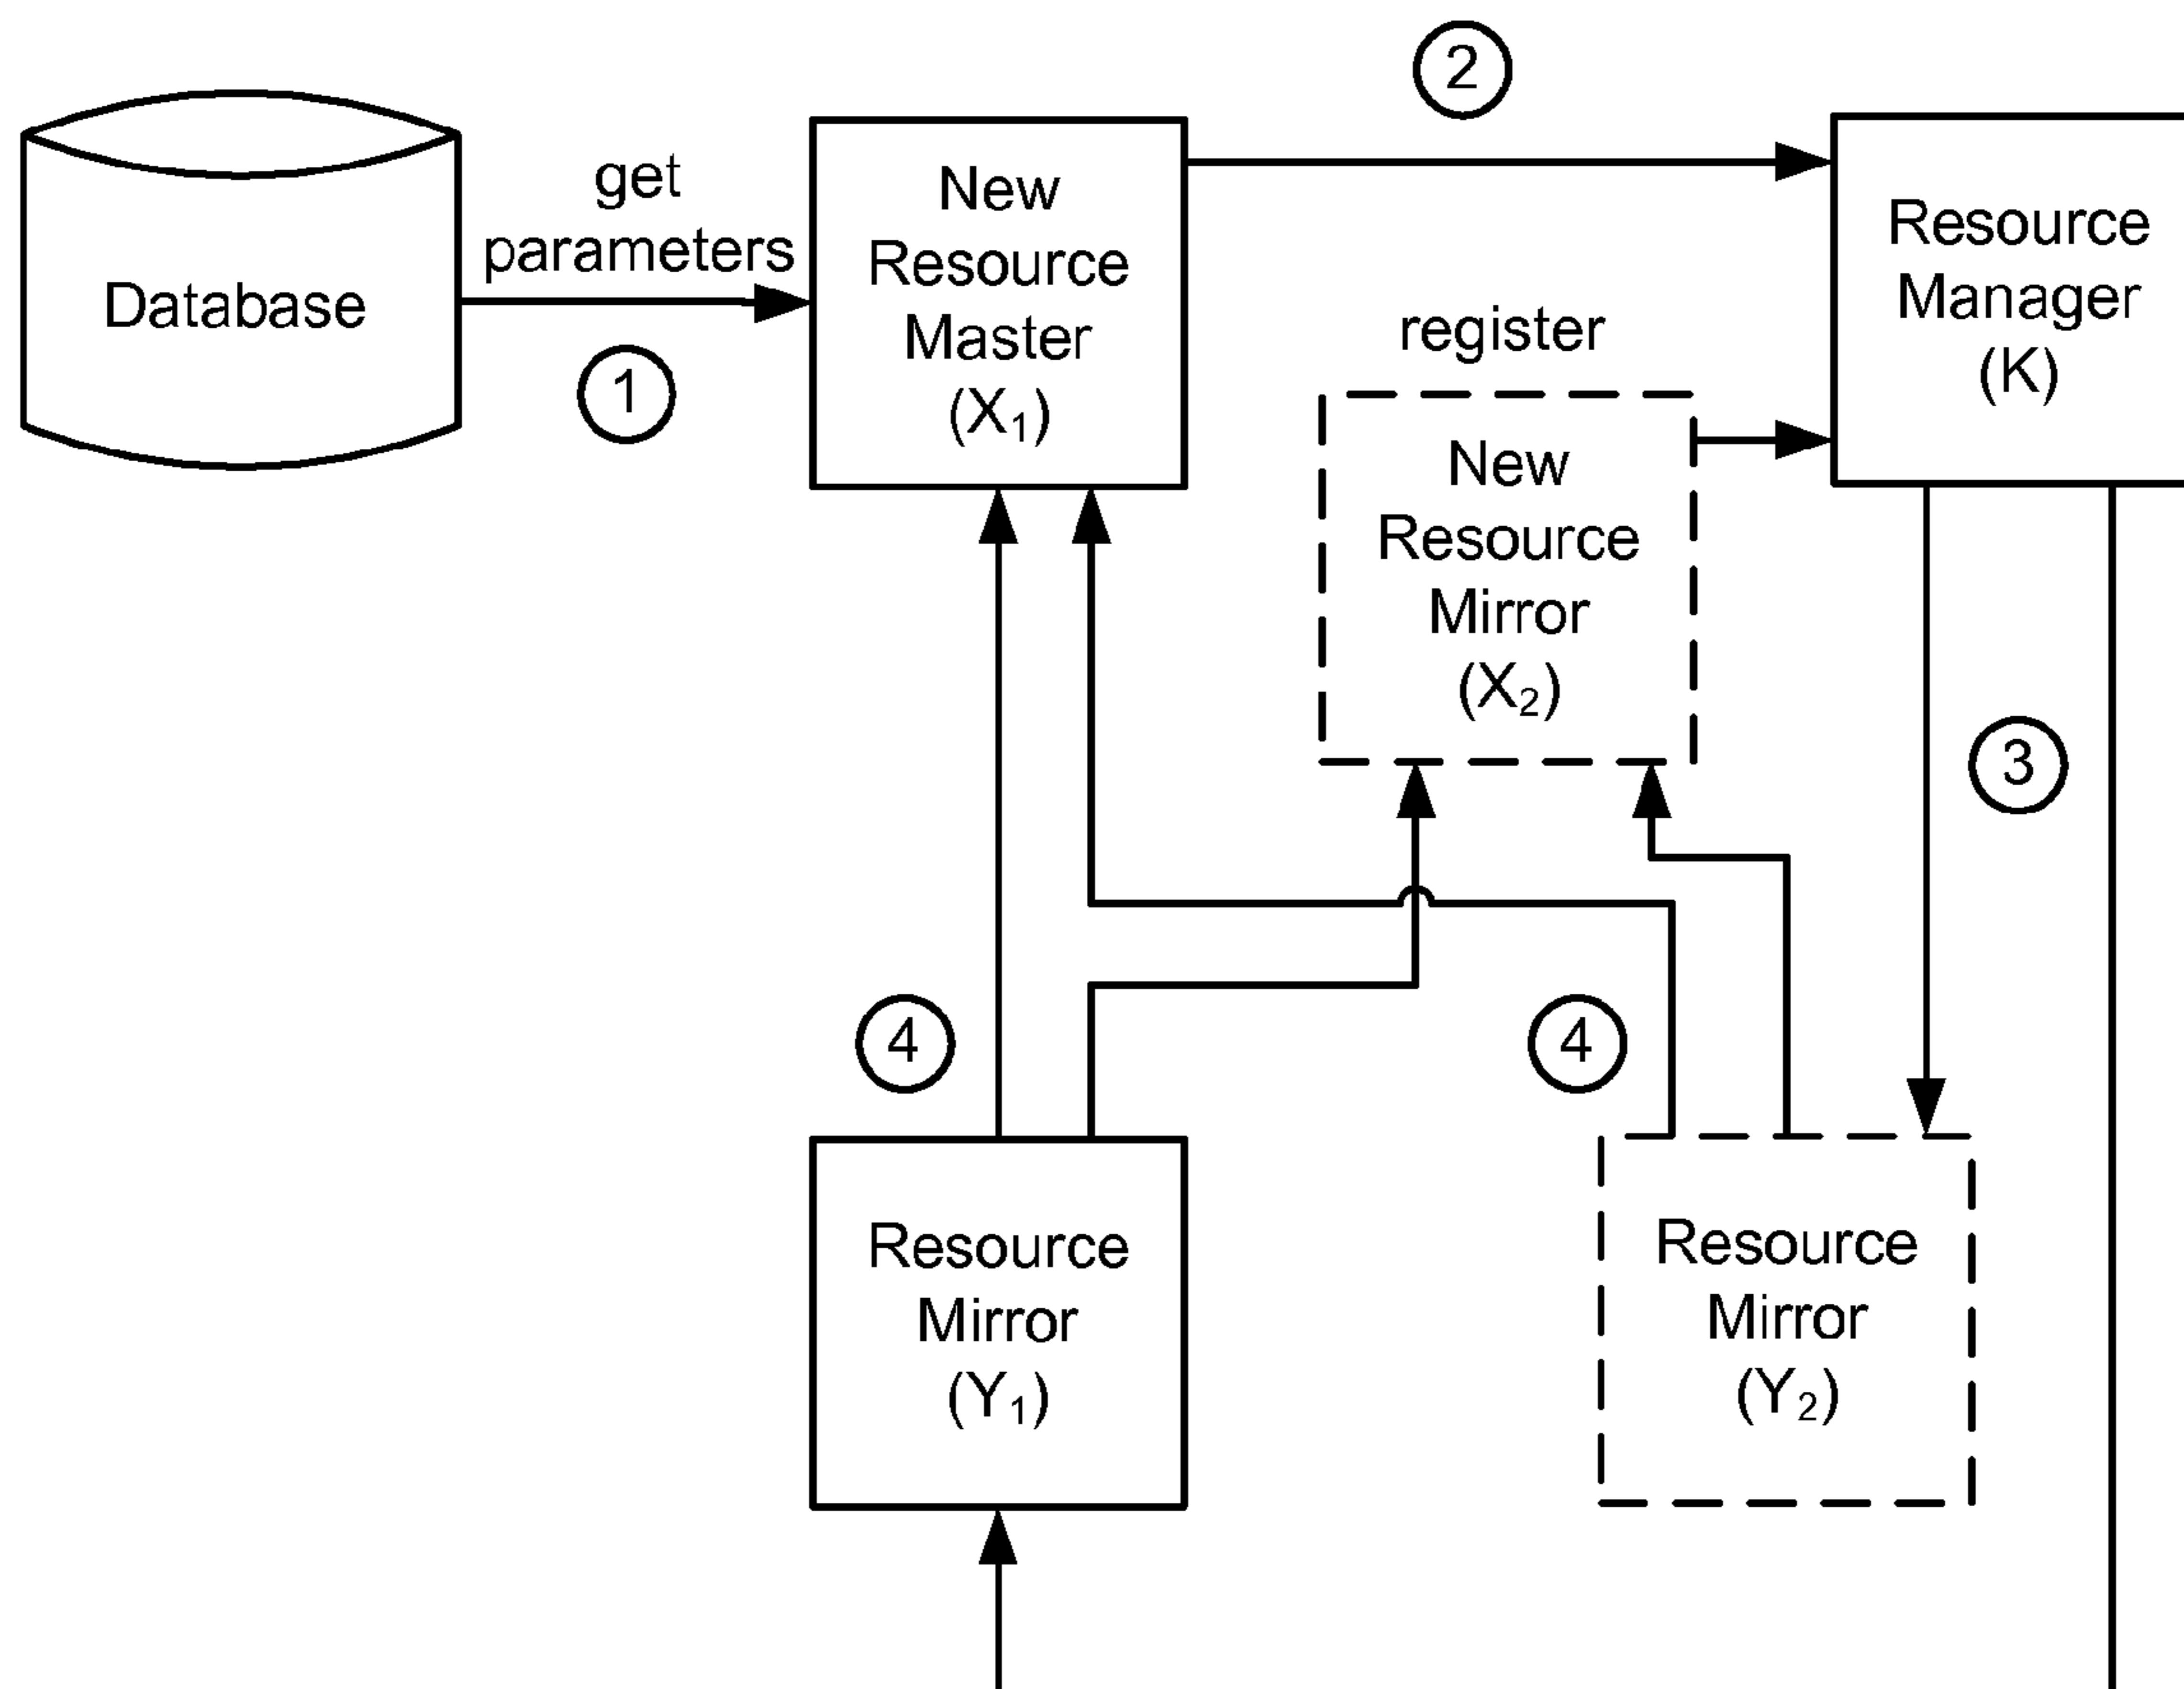 2
get
parameters
Database
1
New
Resource
Master
(X₁)
Resource
Manager
(K)
register
New
Resource
Mirror
(X₂)
3
4
4
Resource
Mirror
(Y₁)
Resource
Mirror
(Y₂)